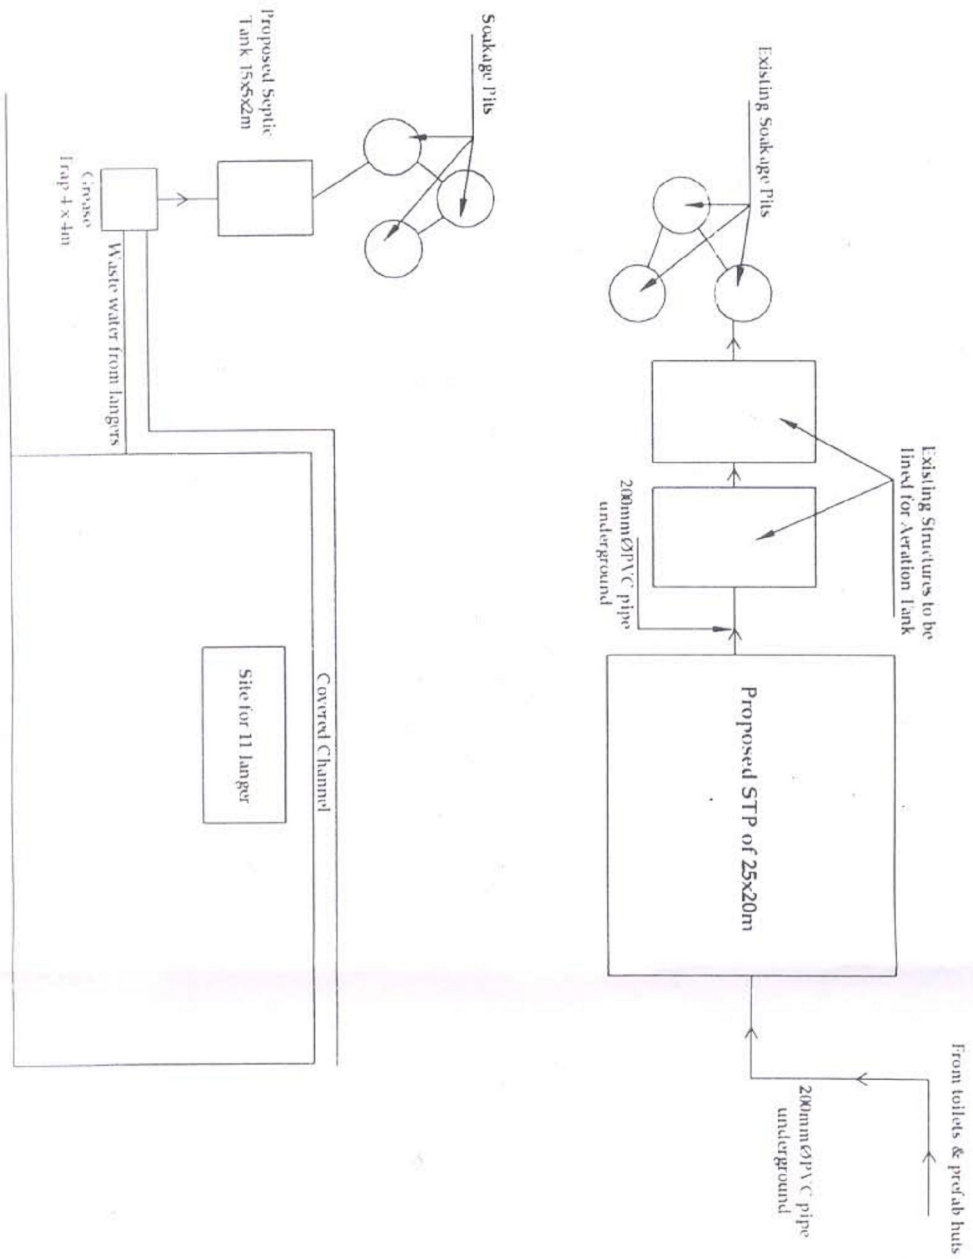 From toilets & prefab huts
200mmØPVC pipe
underground
Proposed STP of 25x20m
Existing Structures to be
lined for Aeration Tank
200mmØPVC pipe
underground
Existing Soakage Pits
Soakage Pits
Proposed Septic
Tank 15x5x2m
Grease
Trap 4 x 4m
Waste water from langers
Covered Channel
Site for 11 langer